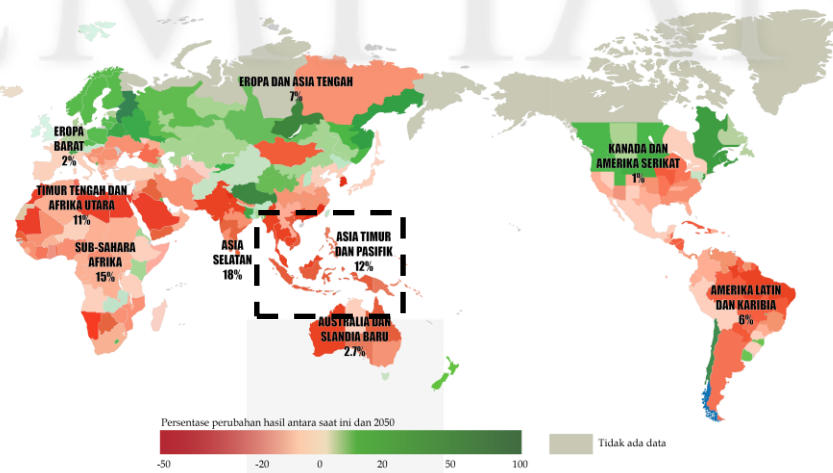 EROPA DAN ASIA TENGAH
7%
EROPA
BARAT
2%
KANADA DAN
AMERIKA SERIKAT
1%
TIMUR TENGAH DAN
AFRIKA UTARA
11%
SUB-SAHARA
AFRIKA
15%
ASIA
SELATAN
18%
ASIA TIMUR
DAN PASIFIK
12%
AMERIKA LATIN
DAN KARIBIA
6%
AUSTRALIA DAN
SLANDIA BARU
2.7%
Persentase perubahan hasil antara saat ini dan 2050
-50 -20 0 20 50 100
Tidak ada data